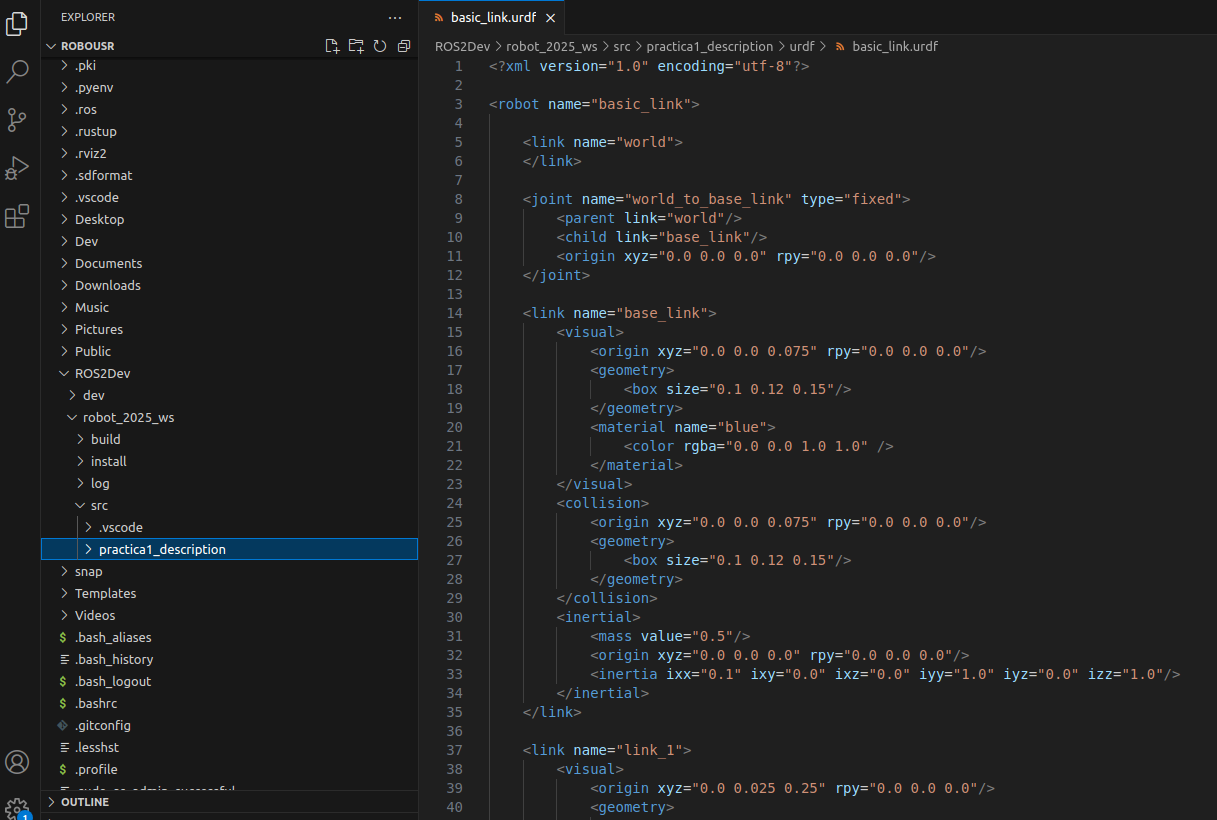 EXPLORER
ROBOUSR
.pki
.pyenv
.ros
.rustup
.rviz2
.sdformat
.vscode
Desktop
Dev
Documents
Downloads
Music
Pictures
Public
ROS2Dev
dev
robot_2025_ws
build
install
log
src
.vscode
practica1_description
snap
Templates
Videos
$ .bash_aliases
.bash_history
$ .bash_logout
$ .bashrc
.gitconfig
.lesshst
$ .profile
OUTLINE
1
basic_link.urdf
ROS2Dev > robot_2025_ws > src > practica1_description > urdf > basic_link.urdf
1 <?xml version="1.0" encoding="utf-8"?>
2
3 <robot name="basic_link">
4
5 <link name="world">
6 </link>
7
8 <joint name="world_to_base_link" type="fixed">
9 <parent link="world"/>
10 <child link="base_link"/>
11 <origin xyz="0.0 0.0 0.0" rpy="0.0 0.0 0.0"/>
12 </joint>
13
14 <link name="base_link">
15 <visual>
16 <origin xyz="0.0 0.0 0.075" rpy="0.0 0.0 0.0"/>
17 <geometry>
18 <box size="0.1 0.12 0.15"/>
19 </geometry>
20 <material name="blue">
21 <color rgba="0.0 0.0 1.0 1.0" />
22 </material>
23 </visual>
24 <collision>
25 <origin xyz="0.0 0.0 0.075" rpy="0.0 0.0 0.0"/>
26 <geometry>
27 <box size="0.1 0.12 0.15"/>
28 </geometry>
29 </collision>
30 <inertial>
31 <mass value="0.5"/>
32 <origin xyz="0.0 0.0 0.0" rpy="0.0 0.0 0.0"/>
33 <inertia ixx="0.1" ixy="0.0" ixz="0.0" iyy="1.0" iyz="0.0" izz="1.0"/>
34 </inertial>
35 </link>
36
37 <link name="link_1">
38 <visual>
39 <origin xyz="0.0 0.025 0.25" rpy="0.0 0.0 0.0"/>
40 <geometry>